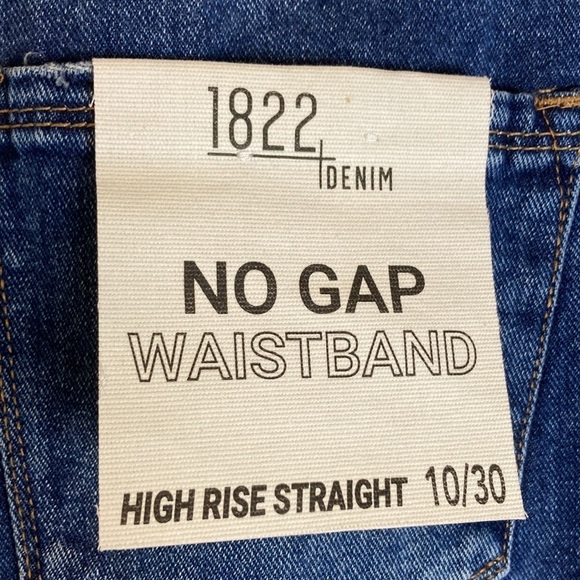 1822
DENIM
NO GAP
WAISTBAND
HIGH RISE STRAIGHT 10/30